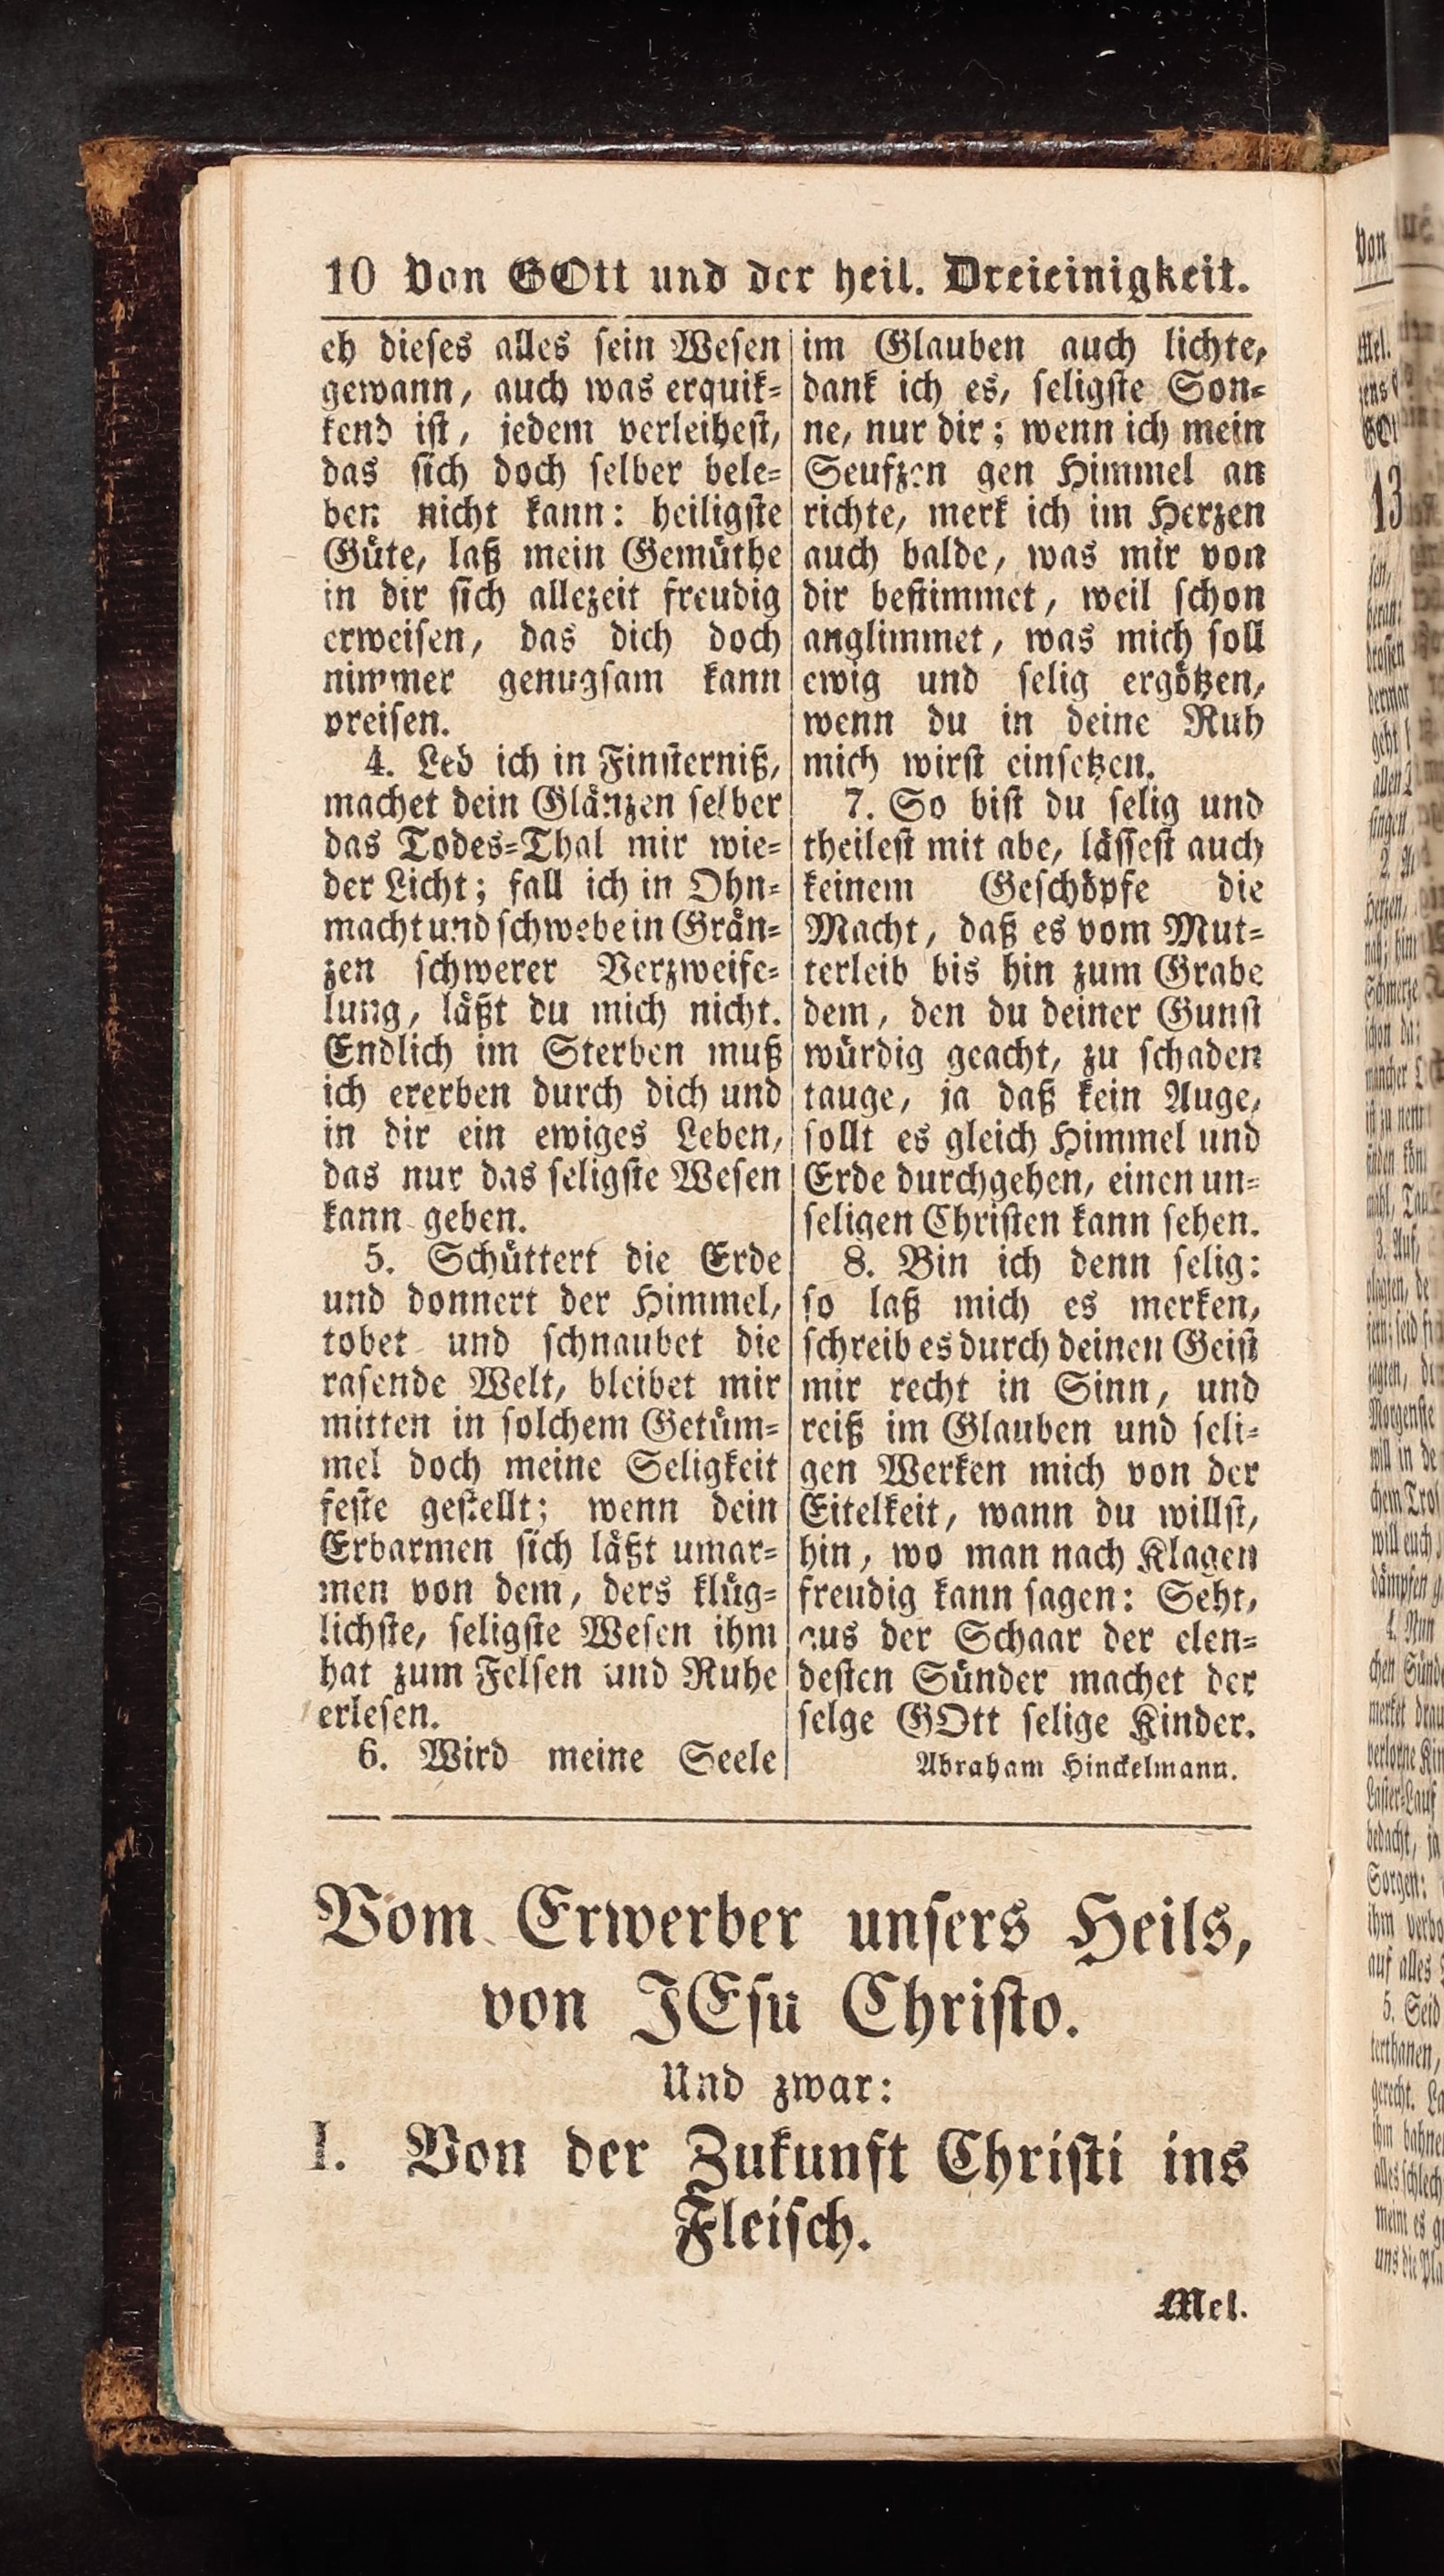 10 Von GOtt und der heil. Dreieinigkeit.
eh dieses alles sein Wesen
gewann, auch was erquik-
kend ist, jedem verleihest,
das sich doch selber bele-
ben nicht kann: heiligste
Güte, laß mein Gemüthe
in dir sich allezeit freudig
erweisen, das dich doch
nimmer genugsam kann
preisen.
4. Leb ich in Finsterniß,
machet dein Glänzen selber
das Todes-Thal mir wie-
der Licht; fall ich in Ohn-
macht und schwebe in Grän-
zen schwerer Verzweife-
lung, läßt du mich nicht.
Endlich im Sterben muß
ich ererben durch dich und
in dir ein ewiges Leben,
das nur das seligste Wesen
kann geben.
5. Schüttert die Erde
und donnert der Himmel,
tobet und schnaubet die
rasende Welt, bleibet mir
mitten in solchem Getüm-
mel doch meine Seligkeit
feste gestellt; wenn dein
Erbarmen sich läßt umar-
men von dem, ders klüg-
lichste, seligste Wesen ihm
hat zum Felsen und Ruhe
erlesen.
6. Wird meine Seele
im Glauben auch lichte,
dank ich es, seligste Son-
ne, nur dir; wenn ich mein
Seufzen gen Himmel an
richte, merk ich im Herzen
auch balde, was mir von
dir bestimmet, weil schon
anglimmet, was mich soll
ewig und selig ergötzen,
wenn du in deine Ruh
mich wirst einsetzen.
7. So bist du selig und
theilest mit abe, lässest auch
keinem Geschöpfe die
Macht, daß es vom Mut-
terleib bis hin zum Grabe
dem, den du deiner Gunst
würdig geacht, zu schaden
tauge, ja daß kein Auge,
sollt es gleich Himmel und
Erde durchgehen, einen un-
seligen Christen kann sehen.
8. Bin ich denn selig:
so laß mich es merken,
schreib es durch deinen Geist
mir recht in Sinn, und
reiß im Glauben und seli-
gen Werken mich von der
Eitelkeit, wann du willst,
hin, wo man nach Klagen
freudig kann sagen: Seht,
aus der Schaar der elen-
desten Sünder machet der
selge GOtt selige Kinder.
Abraham Hinckelmann.
Vom Erwerber unsers Heils,
von JEsu Christo.
Und zwar:
I. Von der Zukunft Christi ins
Fleisch.
Mel.